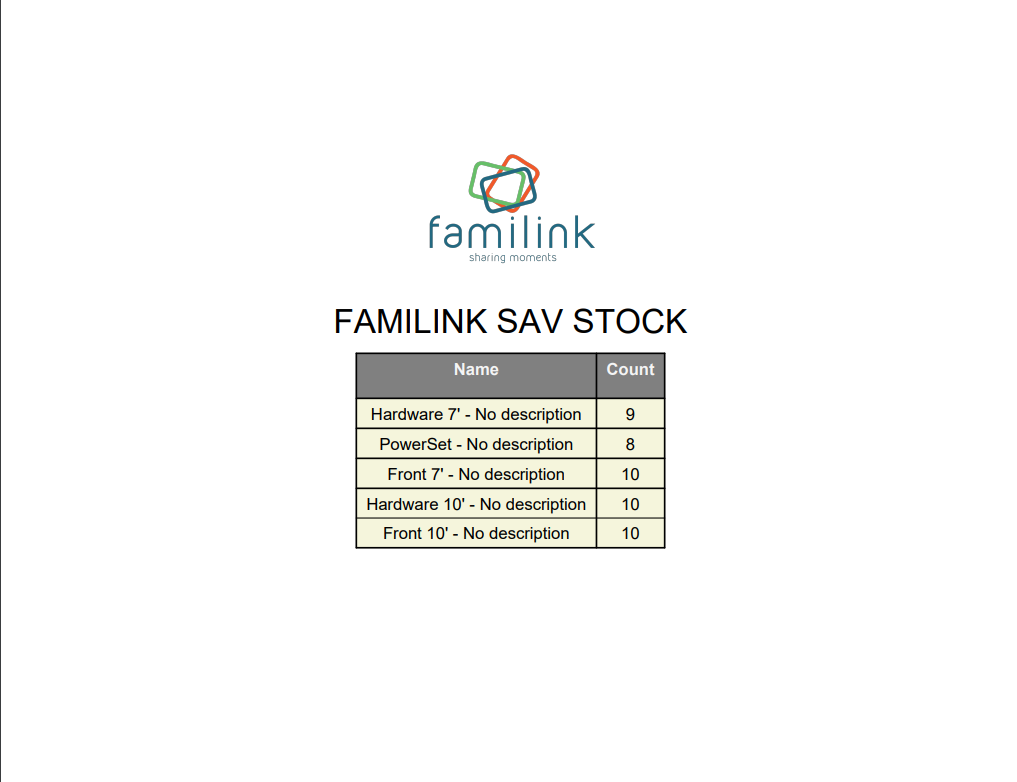 familink
sharing moments
FAMILINK SAV STOCK
Name Count
Hardware 7' - No description 9
PowerSet - No description 8
Front 7' - No description 10
Hardware 10' - No description 10
Front 10' - No description 10